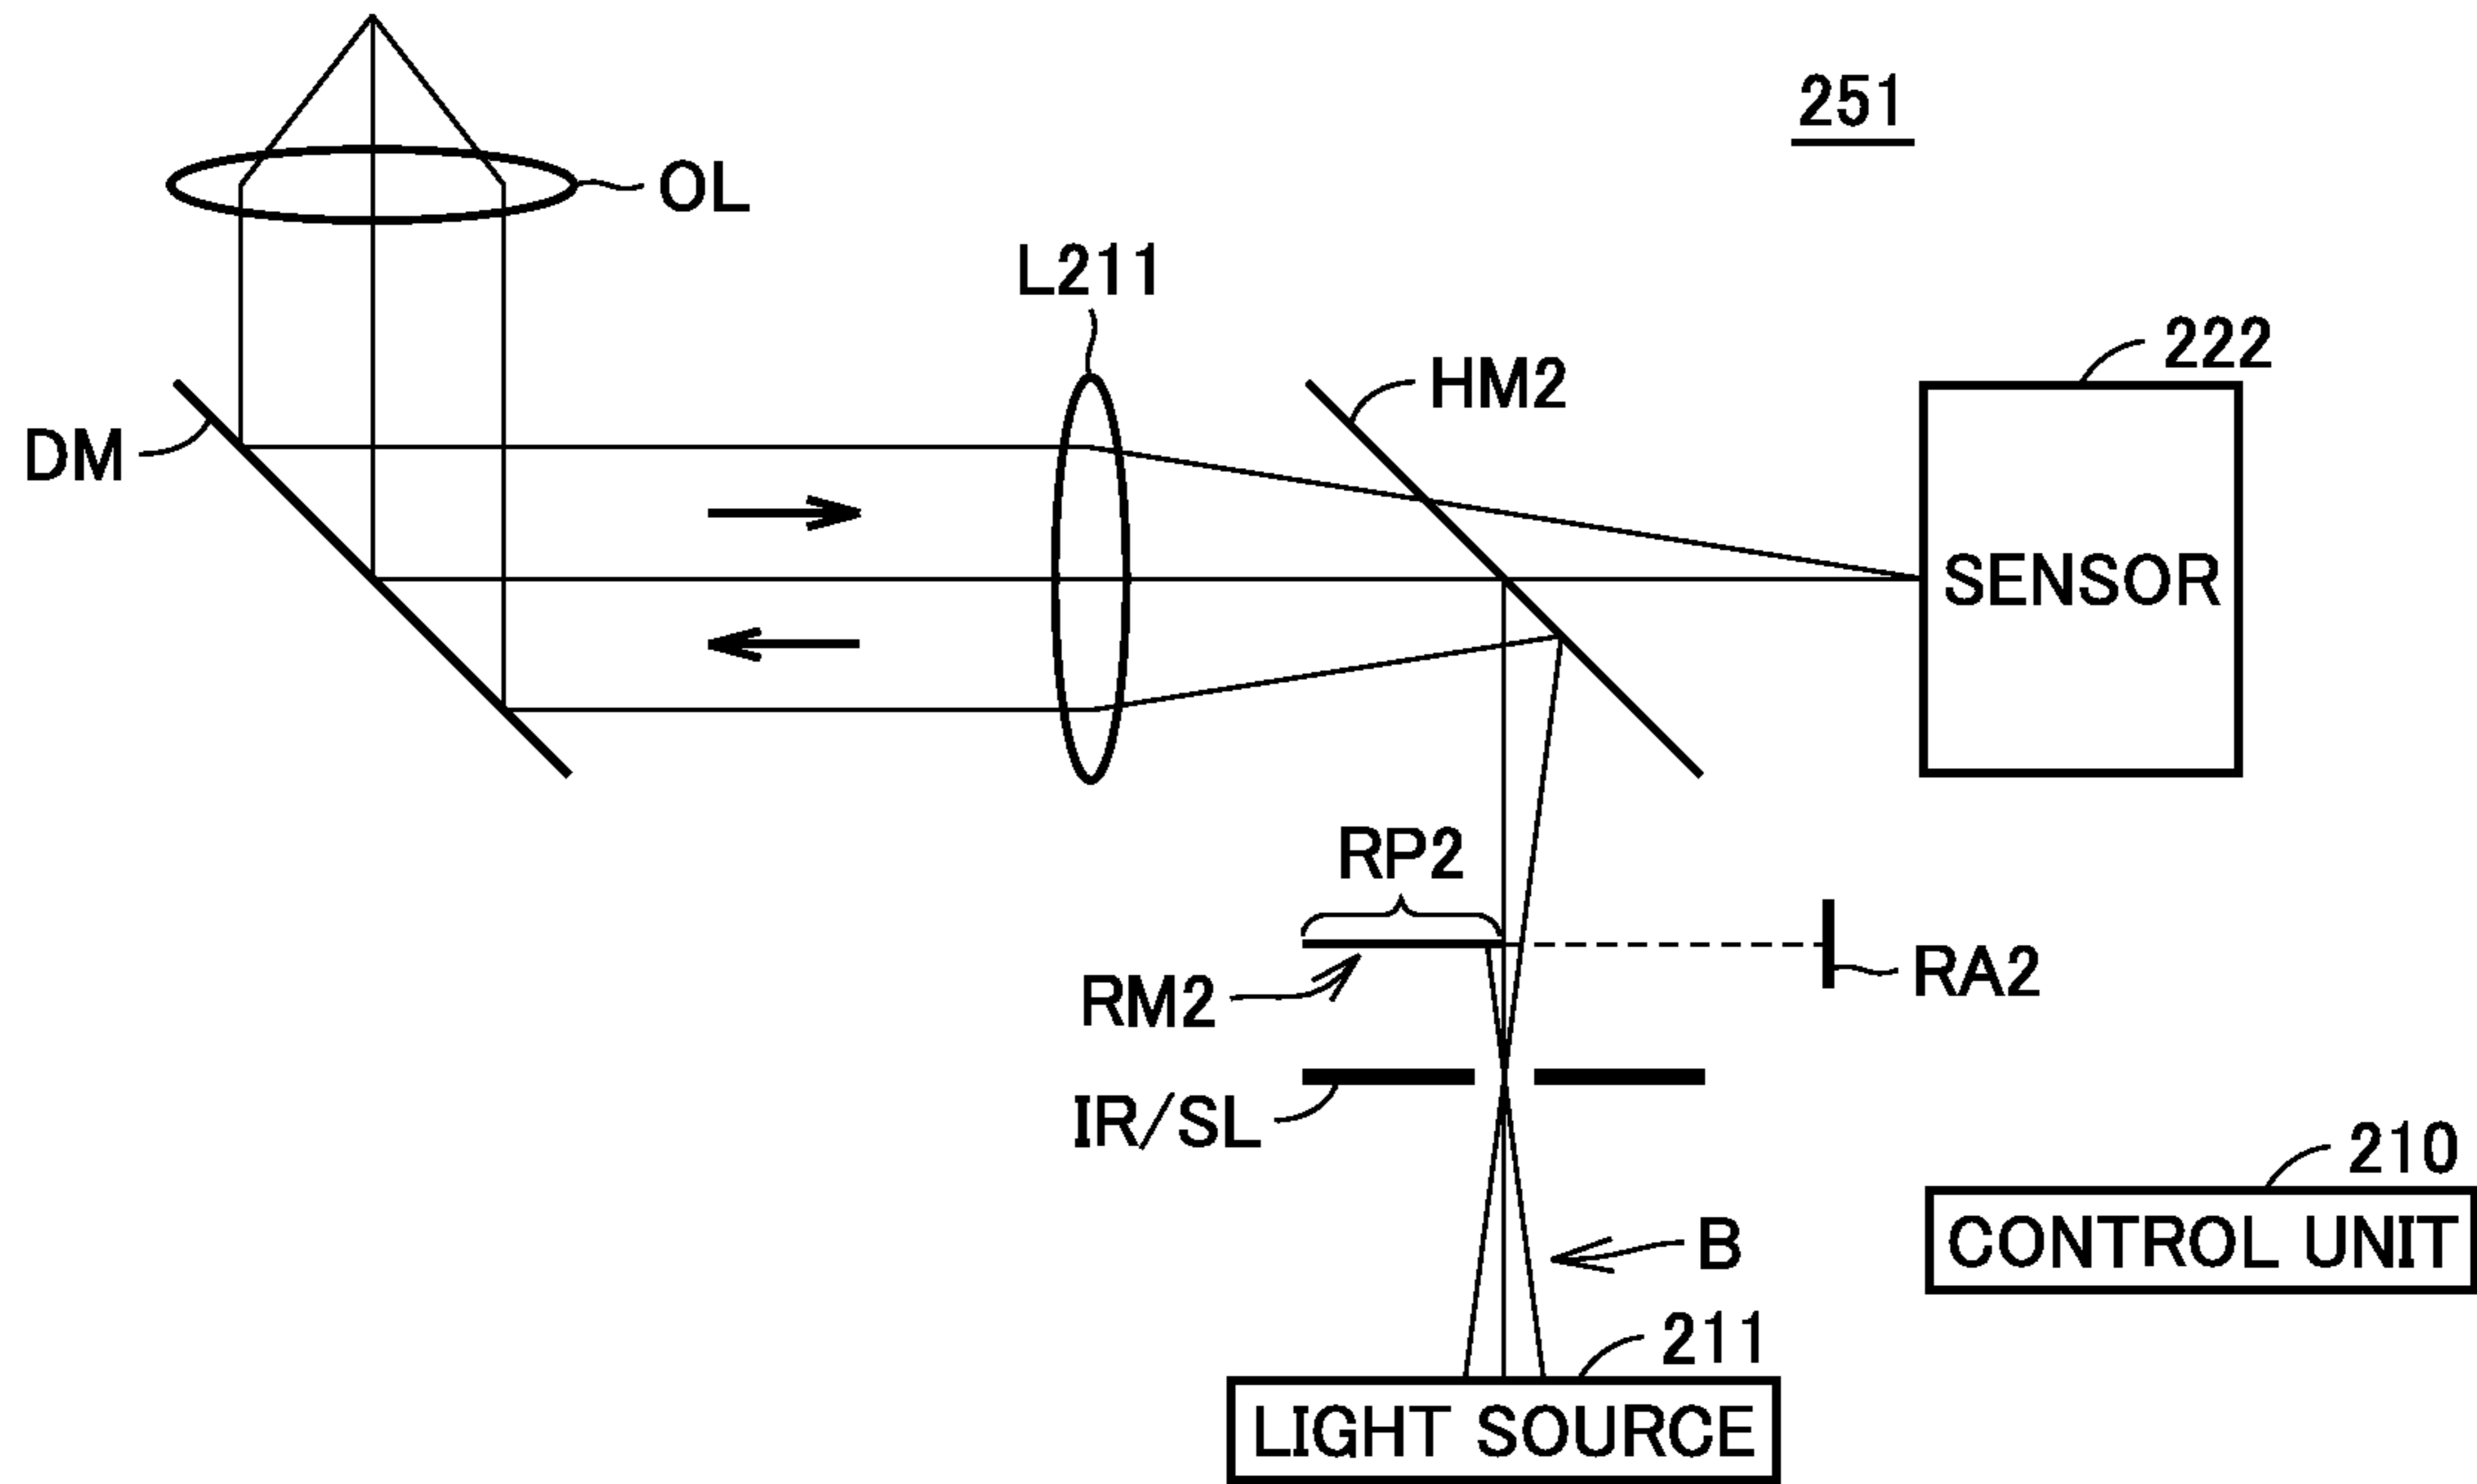 251
OL
L211
222
HM2
DM
SENSOR
RP2
RM2
RA2
IR/SL
210
CONTROL UNIT
B
211
LIGHT SOURCE